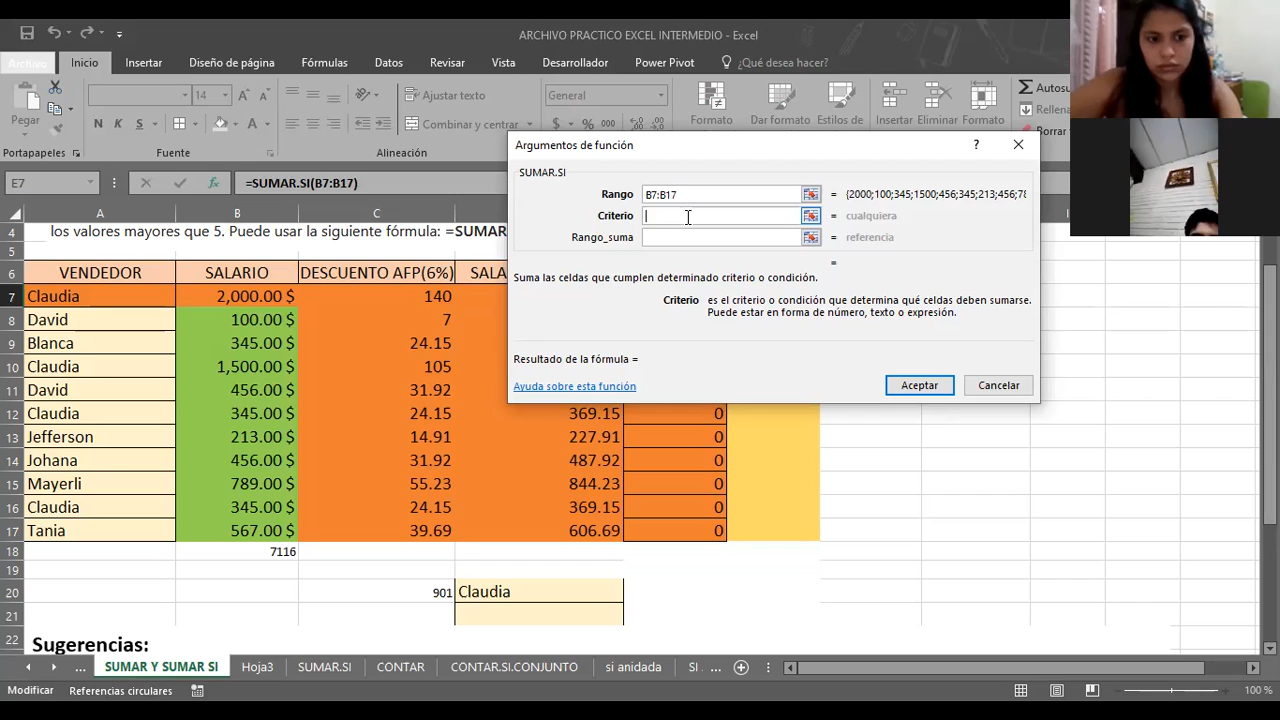 ARCHIVO PRACTICO EXCEL INTERMEDIO - Excel
Archivo Inicio Insertar Diseño de página Fórmulas Datos Revisar Vista Desarrollador Power Pivot ¿Qué desea hacer?
Pegar
14
N K S
Ajustar texto
Combinar y centrar
General
$ % 000
Formato Dar formato Estilos de
Insertar Eliminar Formato
Autosu
Rellena
Borrar
Portapapeles Fuente Alineación
E7 =SUMAR.SI(B7:B17)
Argumentos de función ?
SUMAR.SI
Rango B7:B17 = {2000;100;345;1500;456;345;213;456;78
Criterio = cualquiera
Rango_suma = referencia
=
Suma las celdas que cumplen determinado criterio o condición.
Criterio es el criterio o condición que determina qué celdas deben sumarse.
Puede estar en forma de número, texto o expresión.
Resultado de la fórmula =
Ayuda sobre esta función Aceptar Cancelar
A B C
4 los valores mayores que 5. Puede usar la siguiente fórmula: =SUMAR
5
6 VENDEDOR SALARIO DESCUENTO AFP(6%) SALA
7 Claudia 2,000.00 $ 140
8 David 100.00 $ 7
9 Blanca 345.00 $ 24.15
10 Claudia 1,500.00 $ 105
11 David 456.00 $ 31.92
12 Claudia 345.00 $ 24.15 369.15 0
13 Jefferson 213.00 $ 14.91 227.91 0
14 Johana 456.00 $ 31.92 487.92 0
15 Mayerli 789.00 $ 55.23 844.23 0
16 Claudia 345.00 $ 24.15 369.15 0
17 Tania 567.00 $ 39.69 606.69 0
18 7116
19
20 901 Claudia
21
22 Sugerencias:
... SUMAR Y SUMAR SI Hoja3 SUMAR.SI CONTAR CONTAR.SI.CONJUNTO si anidada SI ...
Modificar Referencias circulares 100 %